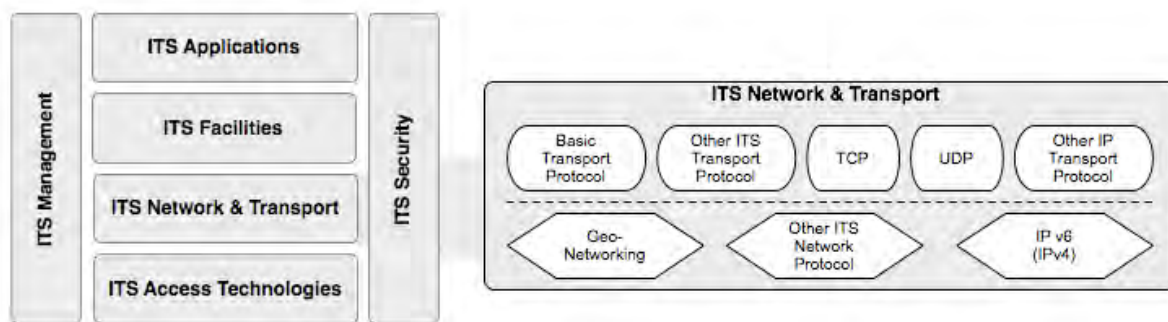 ITS Management
ITS Applications
ITS Facilities
ITS Network & Transport
ITS Access Technologies
ITS Security
ITS Network & Transport
Basic
Transport
Protocol
Other ITS
Transport
Protocol
TCP
UDP
Other IP
Transport
Protocol
Geo-
Networking
Other ITS
Network
Protocol
IP v6
(IPv4)